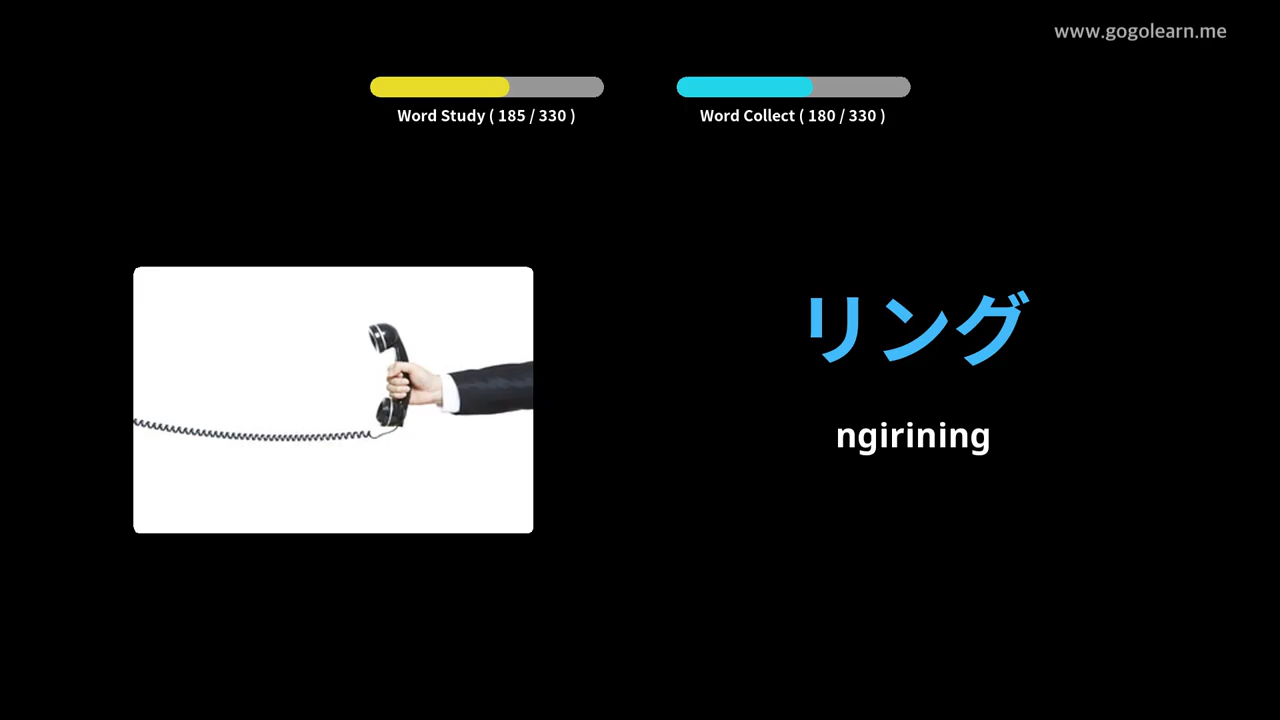 www.gogolearn.me
Word Study ( 185 / 330 )
Word Collect ( 180 / 330 )
リング
ngirining